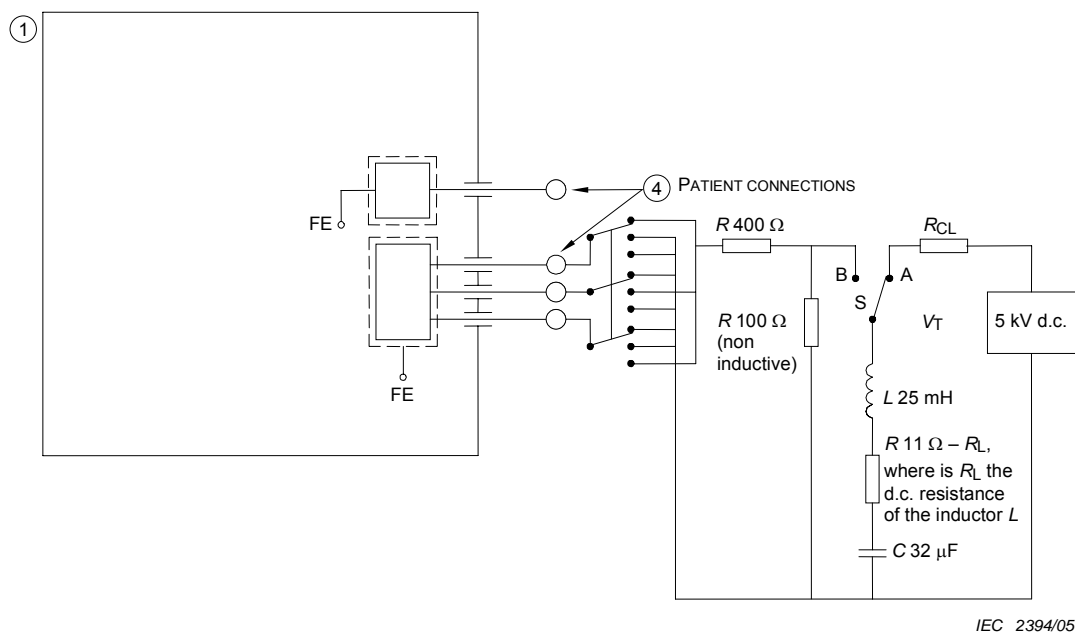 1
FE
4 PATIENT CONNECTIONS
FE
R 400 Ω
R 100 Ω
(non
inductive)
B
S
A
RCL
VT
5 kV d.c.
L 25 mH
R 11 Ω – RL,
where is RL the
d.c. resistance
of the inductor L
C 32 μF
IEC 2394/05